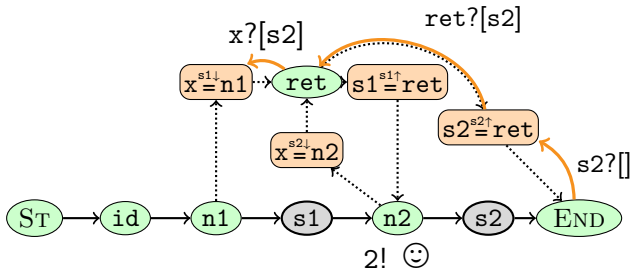 ret?[s2]
x?[s2]
x s1↓= n1
ret
s1 s1↑= ret
s2 s2↑= ret
x s2↓= n2
s2?[]
St
id
n1
s1
n2
s2
End
2! ☺